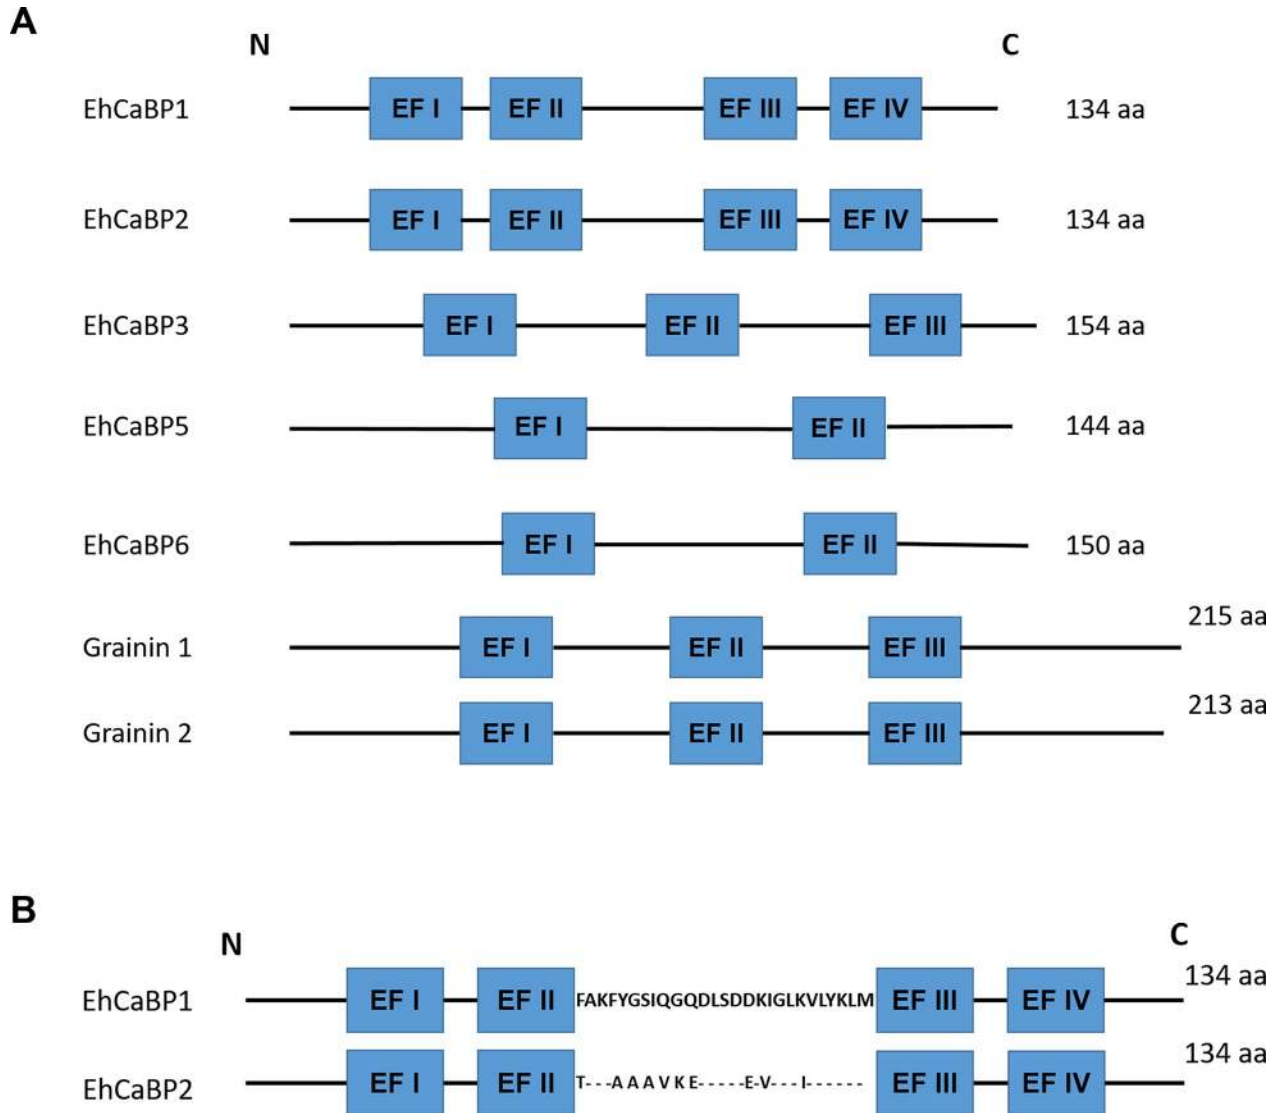 A
N C
EhCaBP1 EF I EF II EF III EF IV 134 aa
EhCaBP2 EF I EF II EF III EF IV 134 aa
EhCaBP3 EF I EF II EF III 154 aa
EhCaBP5 EF I EF II 144 aa
EhCaBP6 EF I EF II 150 aa
Grainin 1 EF I EF II EF III 215 aa
Grainin 2 EF I EF II EF III 213 aa
B
N C
EhCaBP1 EF I EF II FAKFYGSIQGQDLSDDKIGLKVLYKLM EF III EF IV 134 aa
EhCaBP2 EF I EF II T---AAAVKE-----E-V---I------ EF III EF IV 134 aa